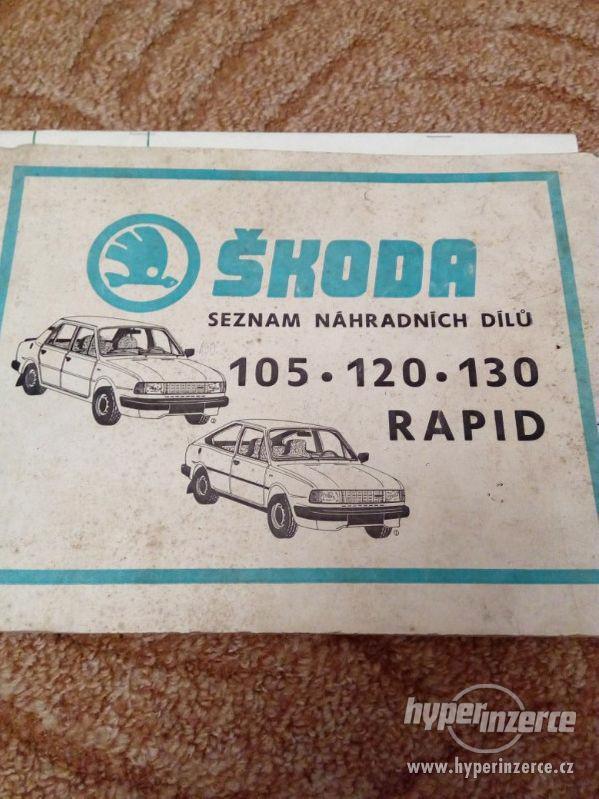 ŠKODA
SEZNAM NÁHRADNÍCH DÍLŮ
105 • 120 • 130
RAPID
hyperinzerce
www.hyperinzerce.cz